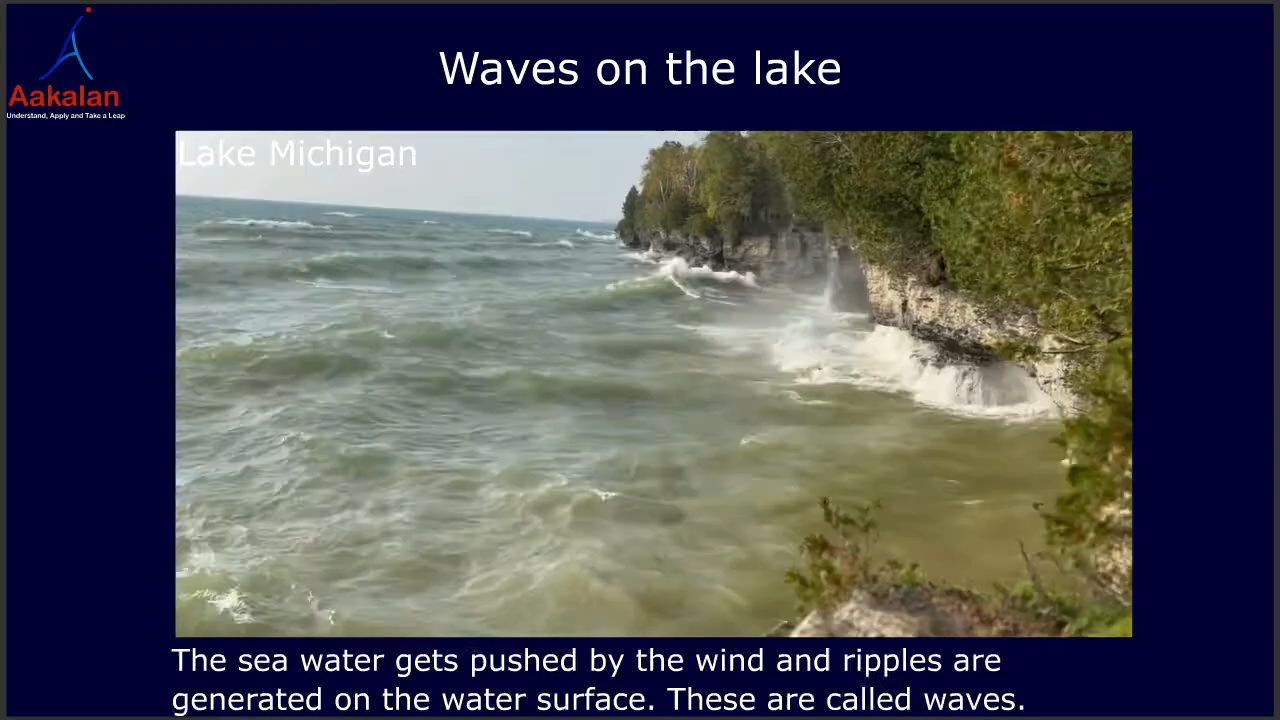 Aakalan
Understand, Apply and Take a Leap
Waves on the lake
Lake Michigan
The sea water gets pushed by the wind and ripples are
generated on the water surface. These are called waves.